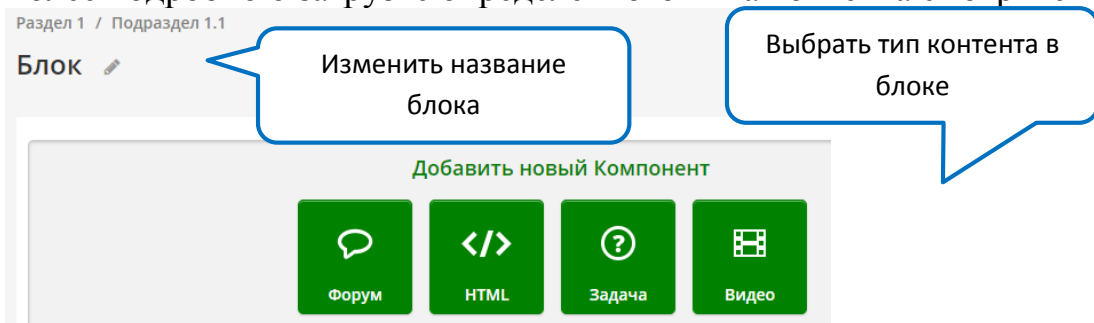 Раздел 1 / Подраздел 1.1
Блок
Изменить название
блока
Выбрать тип контента в
блоке
Добавить новый Компонент
Форум
HTML
Задача
Видео